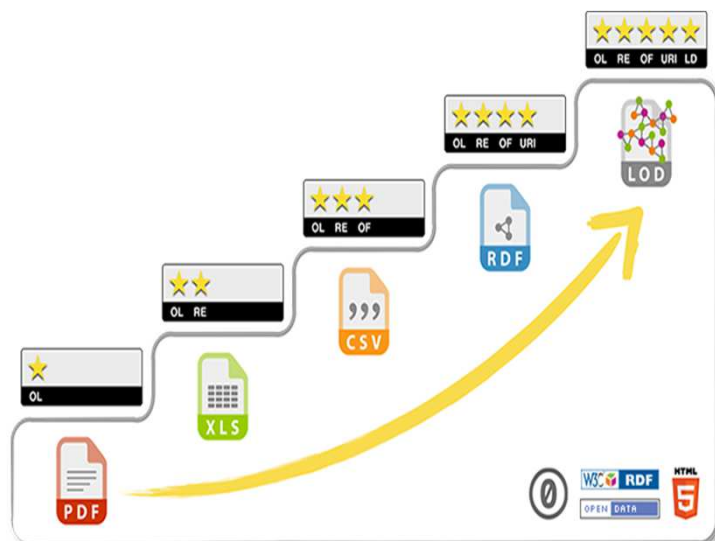 OL RE OF URI LD
LOD
OL RE OF URI
RDF
OL RE OF
CSV
OL RE
XLS
OL
PDF
0
W3C RDF
OPEN DATA
HTML
5